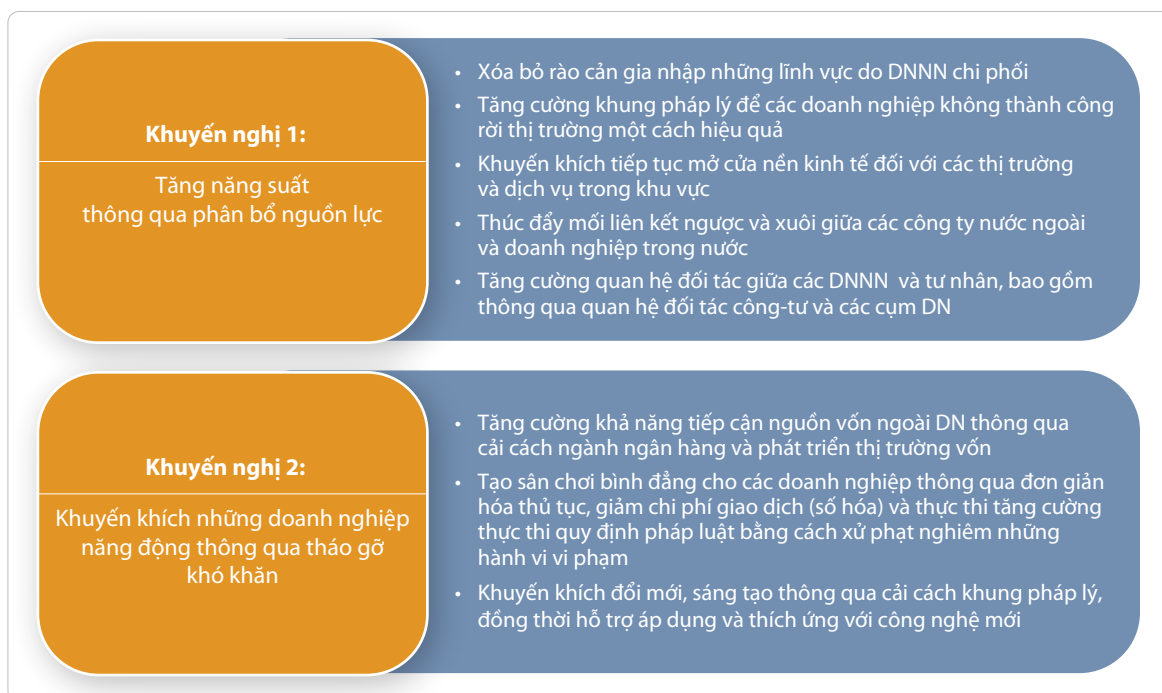 Khuyến nghị 1:
Tăng năng suất
thông qua phân bổ nguồn lực
• Xóa bỏ rào cản gia nhập những lĩnh vực do DNNN chi phối
• Tăng cường khung pháp lý để các doanh nghiệp không thành công
rời thị trường một cách hiệu quả
• Khuyến khích tiếp tục mở cửa nền kinh tế đối với các thị trường
và dịch vụ trong khu vực
• Thúc đẩy mối liên kết ngược và xuôi giữa các công ty nước ngoài
và doanh nghiệp trong nước
• Tăng cường quan hệ đối tác giữa các DNNN và tư nhân, bao gồm
thông qua quan hệ đối tác công-tư và các cụm DN
Khuyến nghị 2:
Khuyến khích những doanh nghiệp
năng động thông qua tháo gỡ
khó khăn
• Tăng cường khả năng tiếp cận nguồn vốn ngoài DN thông qua
cải cách ngành ngân hàng và phát triển thị trường vốn
• Tạo sân chơi bình đẳng cho các doanh nghiệp thông qua đơn giản
hóa thủ tục, giảm chi phí giao dịch (số hóa) và thực thi tăng cường
thực thi quy định pháp luật bằng cách xử phạt nghiêm những
hành vi vi phạm
• Khuyến khích đổi mới, sáng tạo thông qua cải cách khung pháp lý,
đồng thời hỗ trợ áp dụng và thích ứng với công nghệ mới